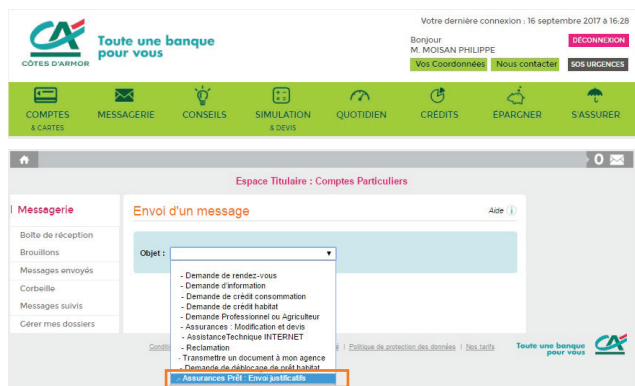 Votre dernière connexion : 16 septembre 2017 à 16:28
CA
CÔTES D'ARMOR
Toute une banque
pour vous
Bonjour
M. MOISAN PHILIPPE
DÉCONNEXION
Vos Coordonnées
Nous contacter
SOS URGENCES
COMPTES
& CARTES
MESSAGERIE
CONSEILS
SIMULATION
& DEVIS
QUOTIDIEN
CRÉDITS
ÉPARGNER
S'ASSURER
0
Espace Titulaire : Comptes Particuliers
Messagerie
Envoi d'un message
Aide i
Boîte de réception
Brouillons
Messages envoyés
Corbeille
Messages suivis
Gérer mes dossiers
Objet :
- Demande de rendez-vous
- Demande d'information
- Demande de crédit consommation
- Demande de crédit habitat
- Demande Professionnel ou Agriculteur
- Assurances : Modification et devis
- AssistanceTechnique INTERNET
- Reclamation
- Transmettre un document à mon agence
- Demande de déblocage de prêt habitat
- Assurances Prêt : Envoi justificatifs
| Politique de protection des données | Nos tarifs
Toute une banque
pour vous
CA